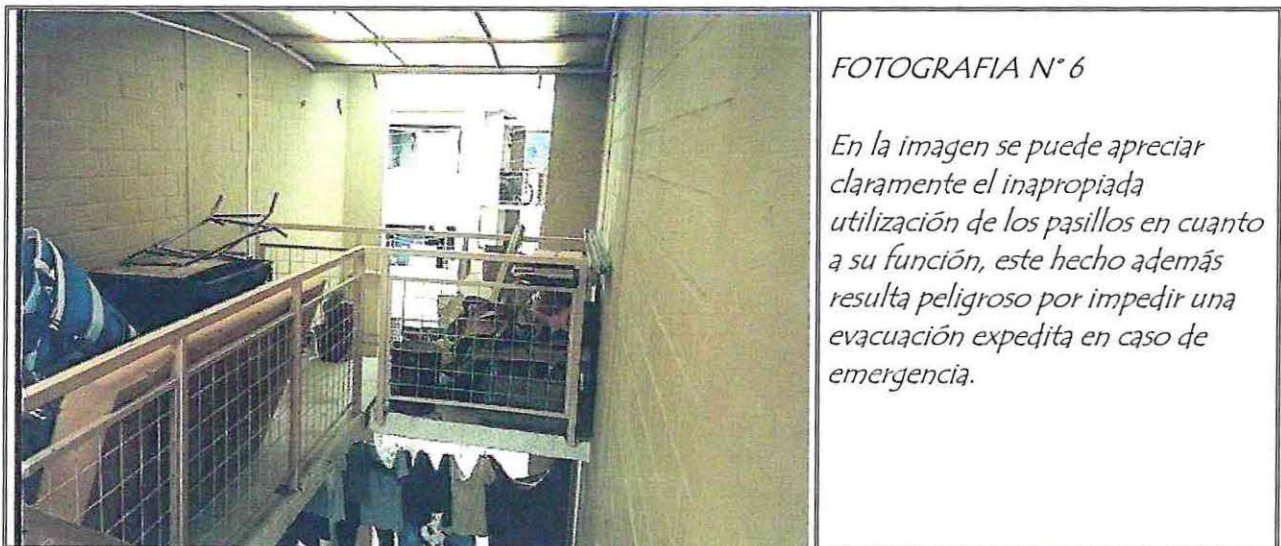 FOTOGRAFIA N° 6
En la imagen se puede apreciar
claramente el inapropiada
utilización de los pasillos en cuanto
a su función, este hecho además
resulta peligroso por impedir una
evacuación expedita en caso de
emergencia.